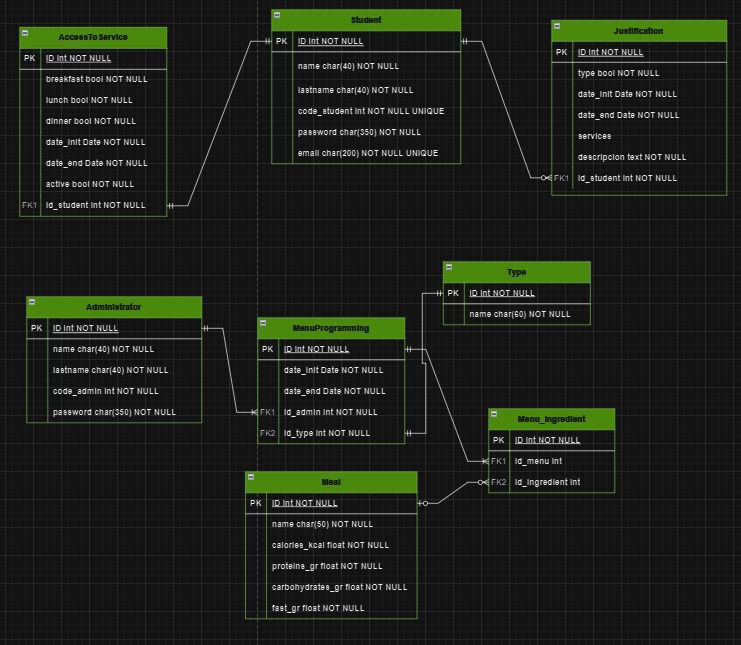 AccessToService
PK ID Int NOT NULL
breakfast bool NOT NULL
lunch bool NOT NULL
dinner bool NOT NULL
date_init Date NOT NULL
date_end Date NOT NULL
active bool NOT NULL
FK1 id_student Int NOT NULL
Student
PK ID Int NOT NULL
name char(40) NOT NULL
lastname char(40) NOT NULL
code_student Int NOT NULL UNIQUE
password char(350) NOT NULL
email char(200) NOT NULL UNIQUE
Justification
PK ID Int NOT NULL
type bool NOT NULL
date_init Date NOT NULL
date_end Date NOT NULL
services
descripcion text NOT NULL
FK1 id_student Int NOT NULL
Type
PK ID Int NOT NULL
name char(60) NOT NULL
Administrator
PK ID Int NOT NULL
name char(40) NOT NULL
lastname char(40) NOT NULL
code_admin Int NOT NULL
password char(350) NOT NULL
MenuProgramming
PK ID Int NOT NULL
date_init Date NOT NULL
date_end Date NOT NULL
FK1 id_admin Int NOT NULL
FK2 id_type Int NOT NULL
Menu_Ingredient
PK ID Int NOT NULL
FK1 id_menu Int
FK2 id_ingredient Int
Meal
PK ID Int NOT NULL
name char(50) NOT NULL
calories_kcal float NOT NULL
proteins_gr float NOT NULL
carbohydrates_gr float NOT NULL
fast_gr float NOT NULL